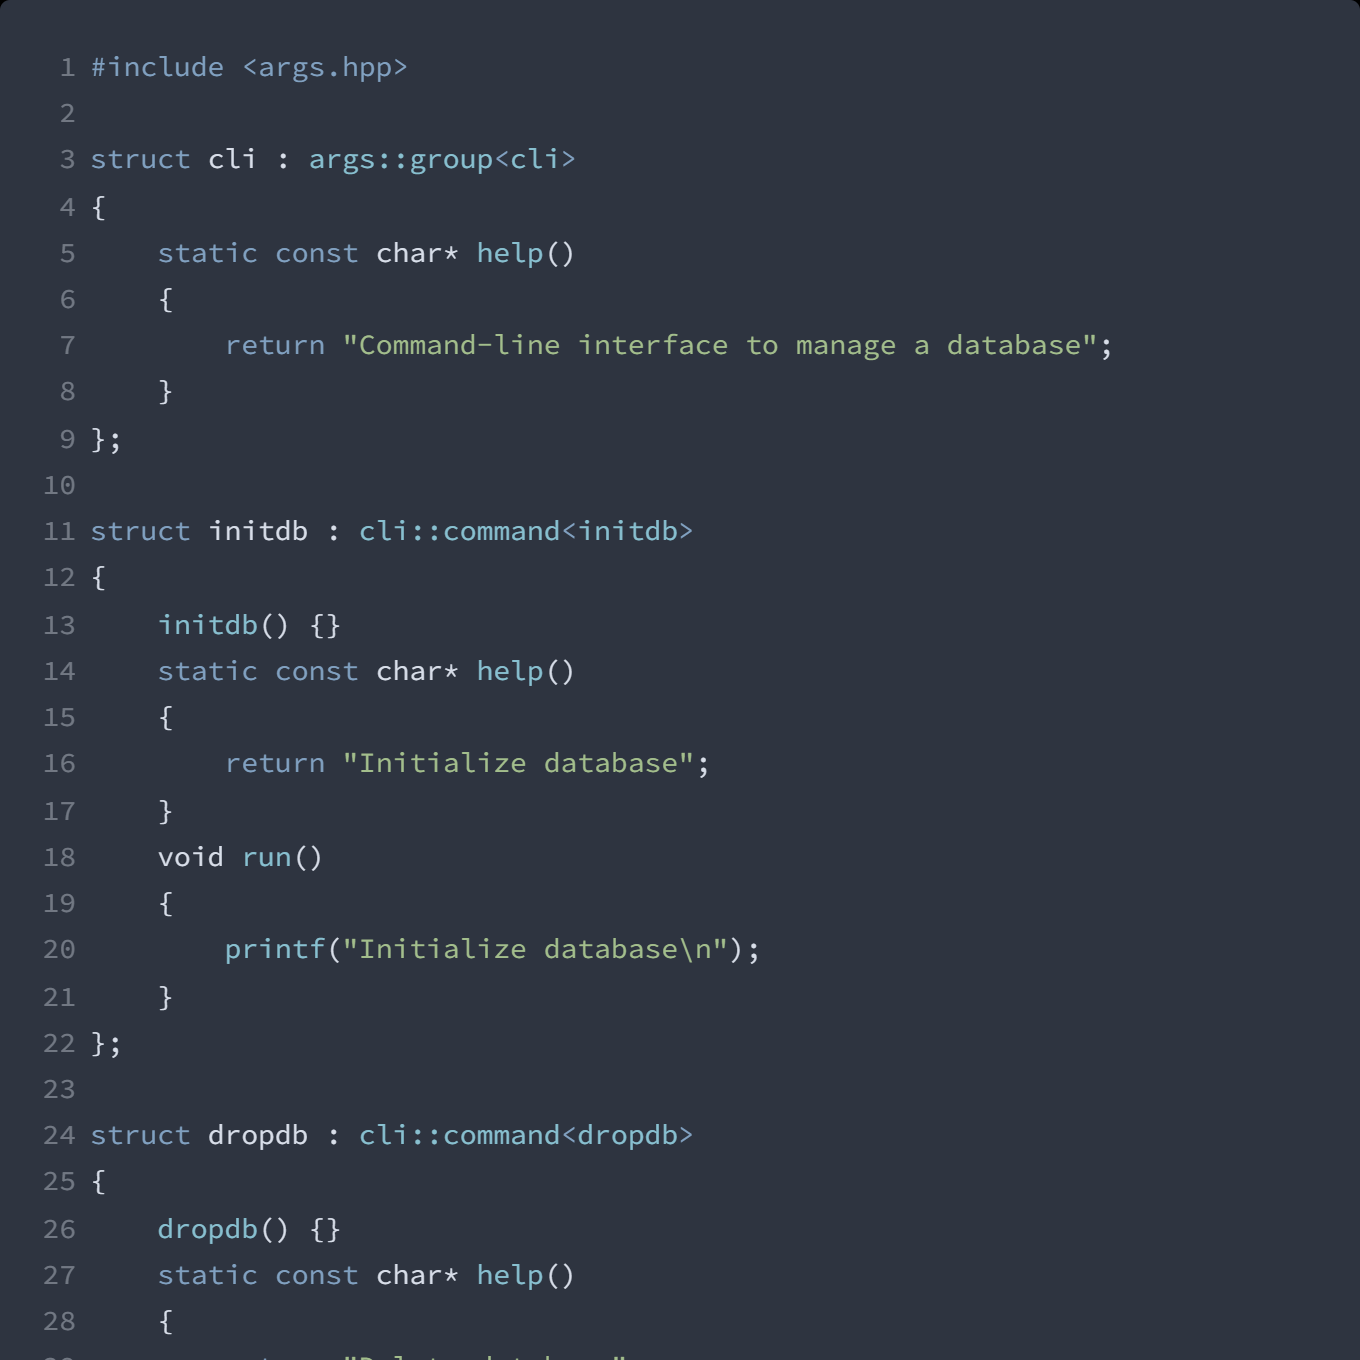 1 #include <args.hpp>
2
3 struct cli : args::group<cli>
4 {
5     static const char* help()
6     {
7         return "Command-line interface to manage a database";
8     }
9 };
10
11 struct initdb : cli::command<initdb>
12 {
13     initdb() {}
14     static const char* help()
15     {
16         return "Initialize database";
17     }
18     void run()
19     {
20         printf("Initialize database\n");
21     }
22 };
23
24 struct dropdb : cli::command<dropdb>
25 {
26     dropdb() {}
27     static const char* help()
28     {